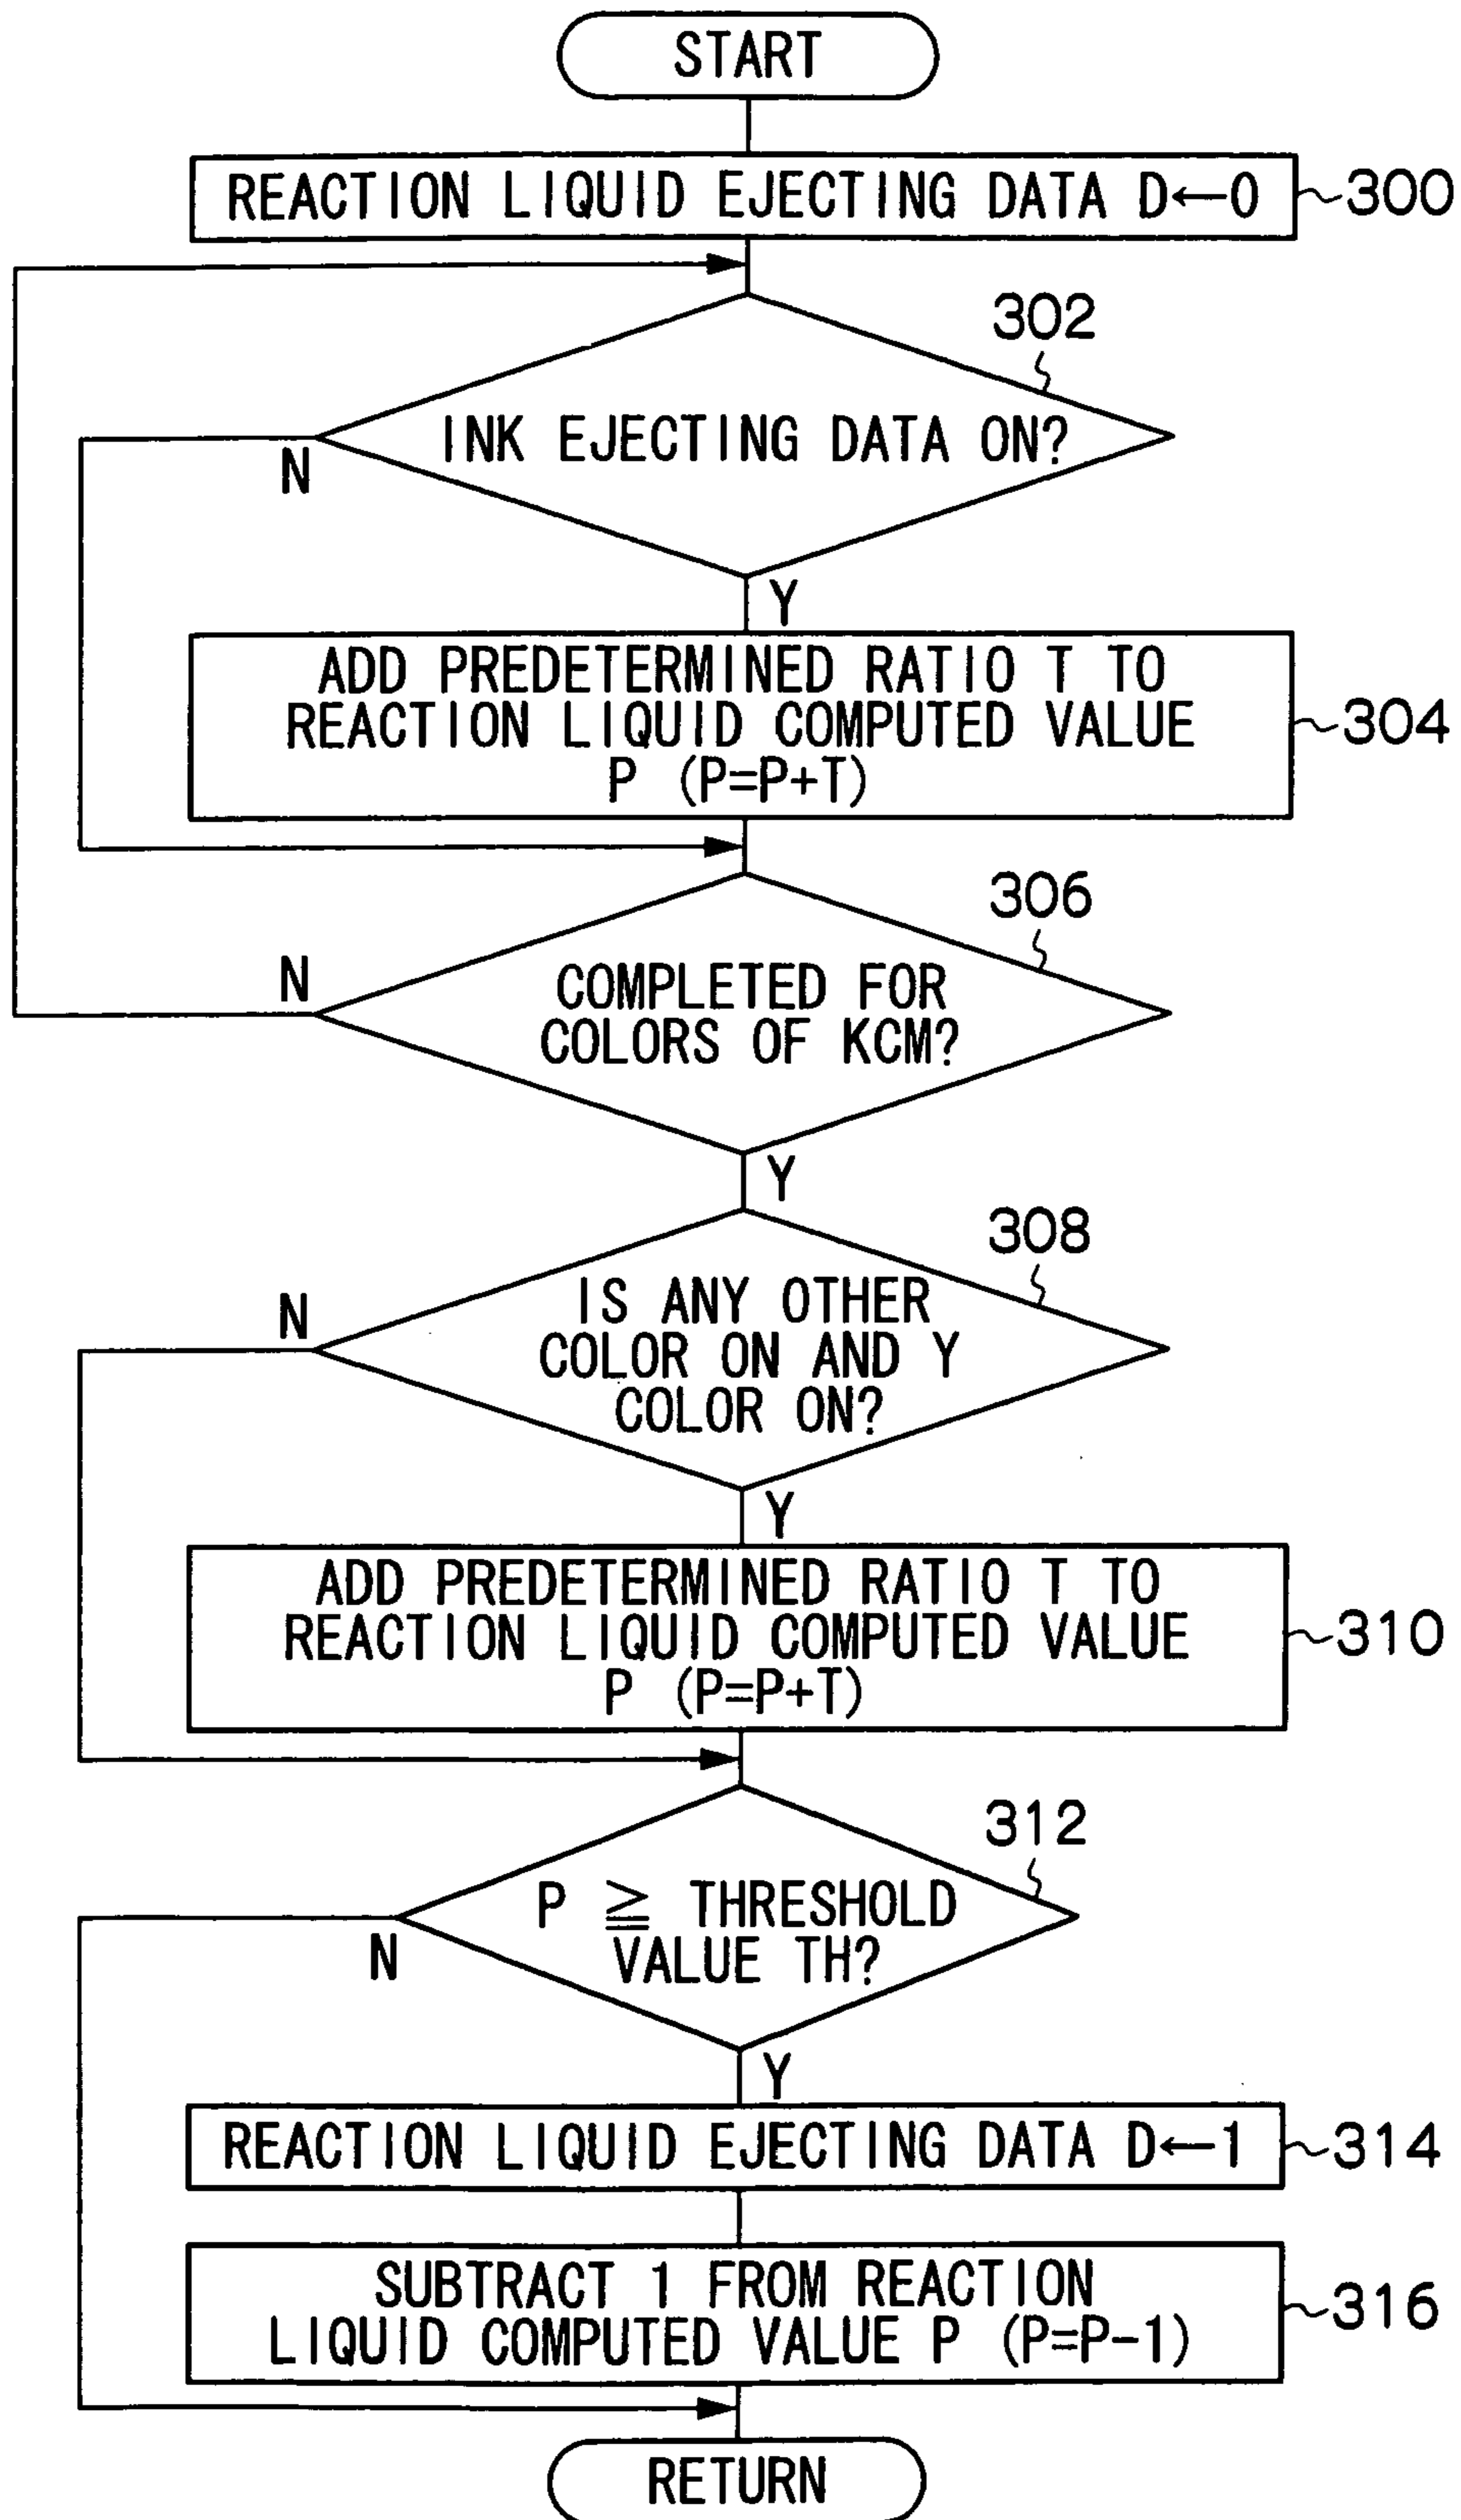 START
REACTION LIQUID EJECTING DATA D←0
300
302
INK EJECTING DATA ON?
N
Y
ADD PREDETERMINED RATIO T TO
REACTION LIQUID COMPUTED VALUE
P (P=P+T)
304
306
N
COMPLETED FOR
COLORS OF KCM?
Y
308
N
IS ANY OTHER
COLOR ON AND Y
COLOR ON?
Y
ADD PREDETERMINED RATIO T TO
REACTION LIQUID COMPUTED VALUE
P (P=P+T)
310
312
P ≧ THRESHOLD
VALUE TH?
N
Y
REACTION LIQUID EJECTING DATA D←1
314
SUBTRACT 1 FROM REACTION
LIQUID COMPUTED VALUE P (P=P-1)
316
RETURN